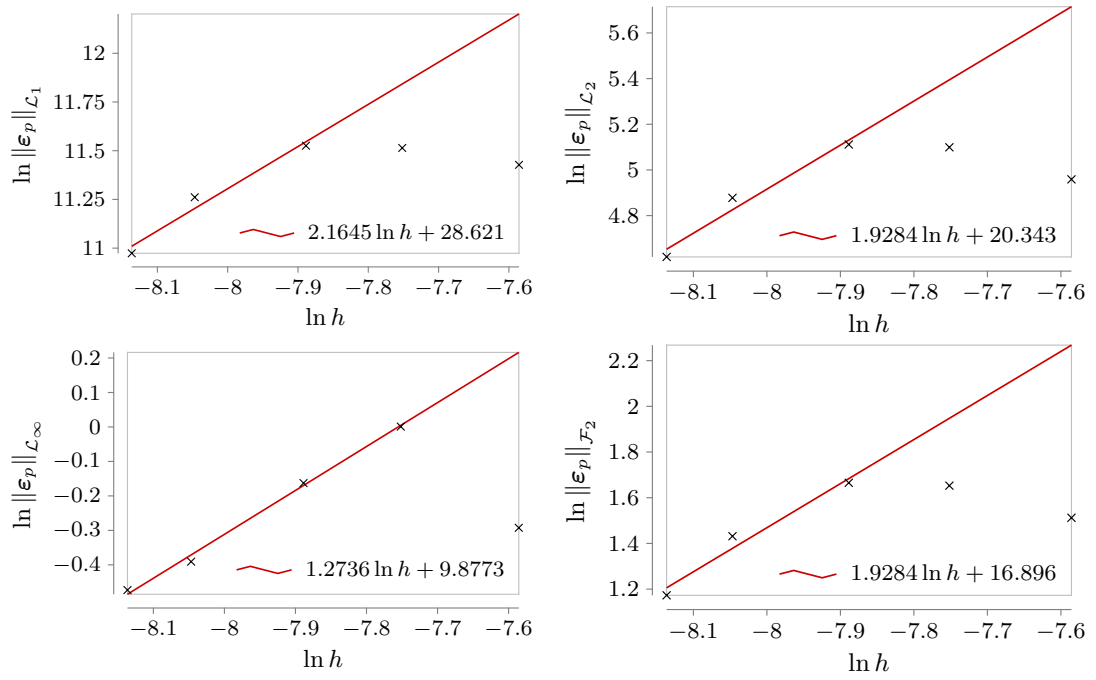 12
11.75
11.5
11.25
11
ln ||ε_p||_{𝓛_1}
2.1645 ln h + 28.621
−8.1 −8 −7.9 −7.8 −7.7 −7.6
ln h
5.6
5.4
5.2
5
4.8
ln ||ε_p||_{𝓛_2}
1.9284 ln h + 20.343
−8.1 −8 −7.9 −7.8 −7.7 −7.6
ln h
0.2
0.1
0
−0.1
−0.2
−0.3
−0.4
ln ||ε_p||_{𝓛_∞}
1.2736 ln h + 9.8773
−8.1 −8 −7.9 −7.8 −7.7 −7.6
ln h
2.2
2
1.8
1.6
1.4
1.2
ln ||ε_p||_{𝓕_2}
1.9284 ln h + 16.896
−8.1 −8 −7.9 −7.8 −7.7 −7.6
ln h